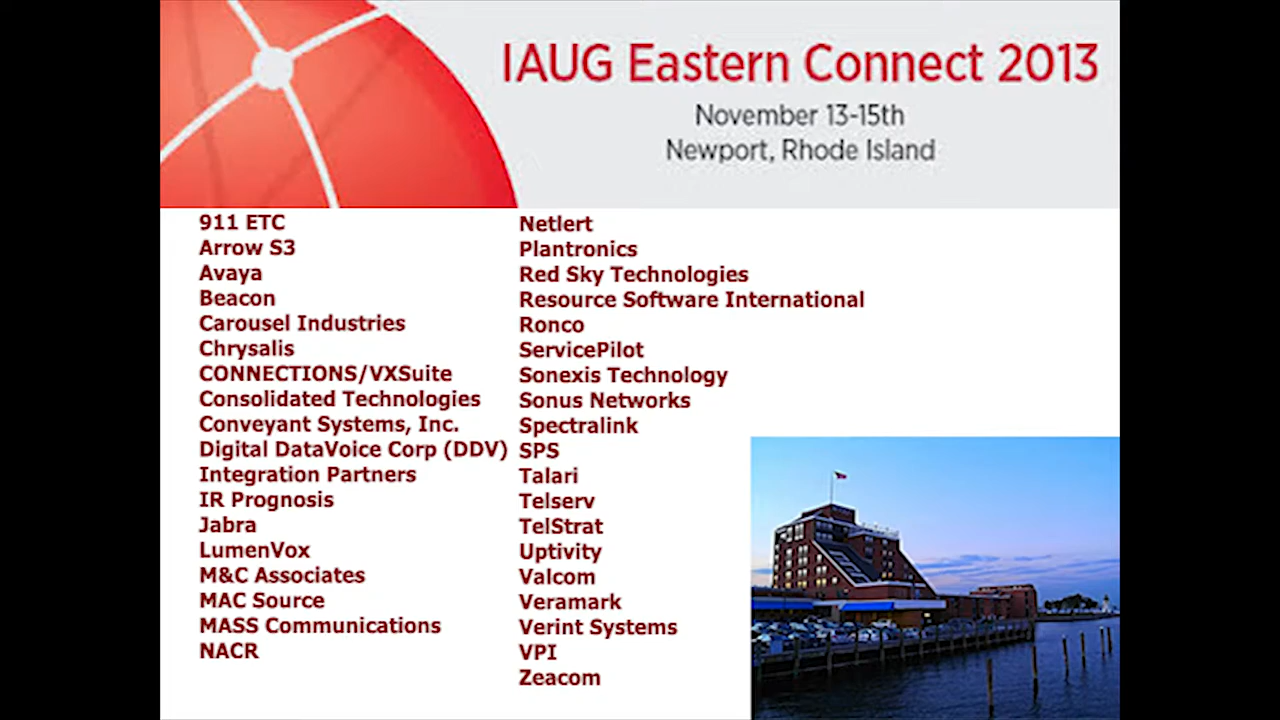 IAUG Eastern Connect 2013
November 13-15th
Newport, Rhode Island
911 ETC
Arrow S3
Avaya
Beacon
Carousel Industries
Chrysalis
CONNECTIONS/VXSuite
Consolidated Technologies
Conveyant Systems, Inc.
Digital DataVoice Corp (DDV)
Integration Partners
IR Prognosis
Jabra
LumenVox
M&C Associates
MAC Source
MASS Communications
NACR
Netlert
Plantronics
Red Sky Technologies
Resource Software International
Ronco
ServicePilot
Sonexis Technology
Sonus Networks
Spectralink
SPS
Talari
Telserv
TelStrat
Uptivity
Valcom
Veramark
Verint Systems
VPI
Zeacom